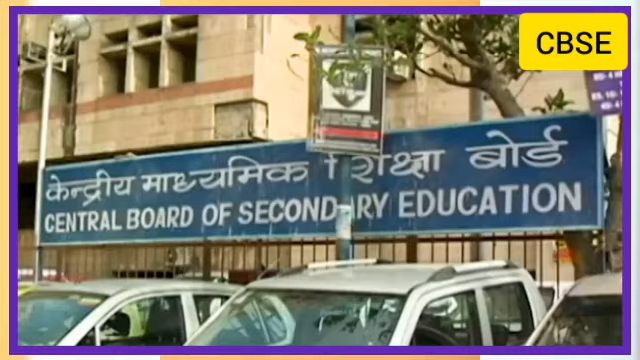 CBSE
केन्द्रीय माध्यमिक शिक्षा बोर्ड
CENTRAL BOARD OF SECONDARY EDUCATION